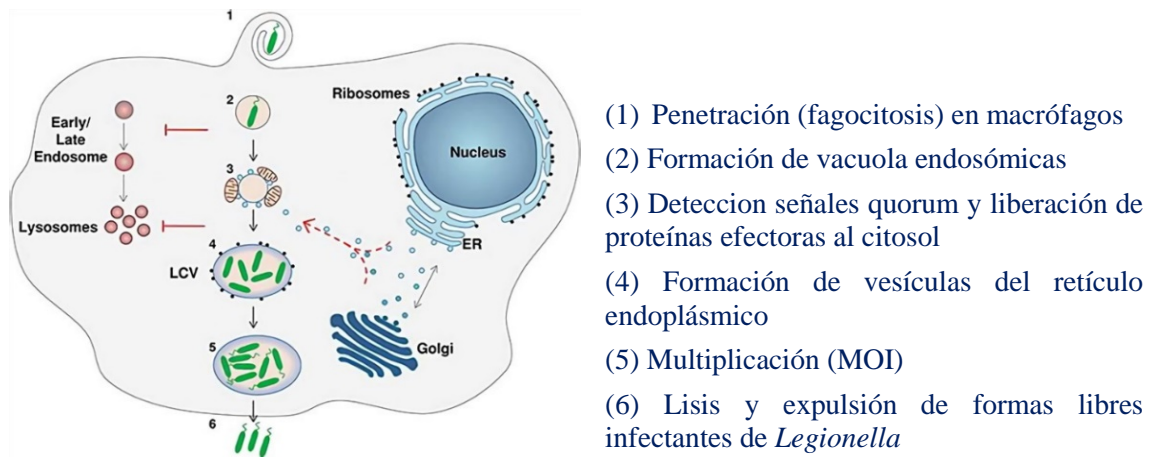 1
2
Early/
Late
Endosome
Ribosomes
Nucleus
3
Lysosomes
4
LCV
ER
5
Golgi
6
(1) Penetración (fagocitosis) en macrófagos
(2) Formación de vacuola endosómicas
(3) Deteccion señales quorum y liberación de
proteínas efectoras al citosol
(4) Formación de vesículas del retículo
endoplásmico
(5) Multiplicación (MOI)
(6) Lisis y expulsión de formas libres
infectantes de Legionella